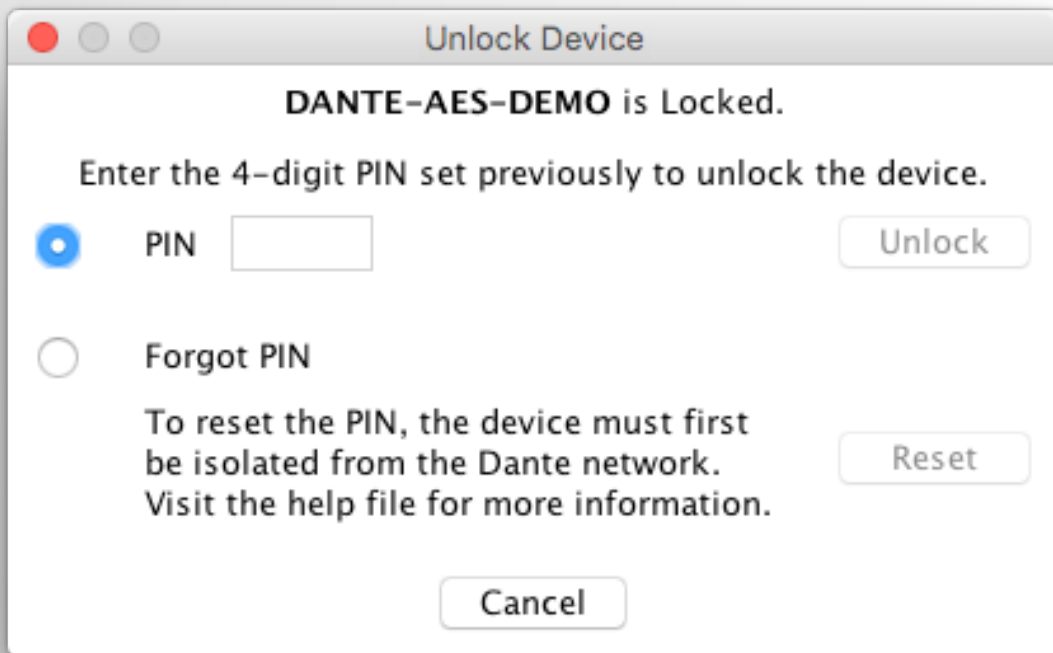 Unlock Device
DANTE-AES-DEMO is Locked.
Enter the 4-digit PIN set previously to unlock the device.
PIN
Unlock
Forgot PIN
To reset the PIN, the device must first
be isolated from the Dante network.
Visit the help file for more information.
Reset
Cancel